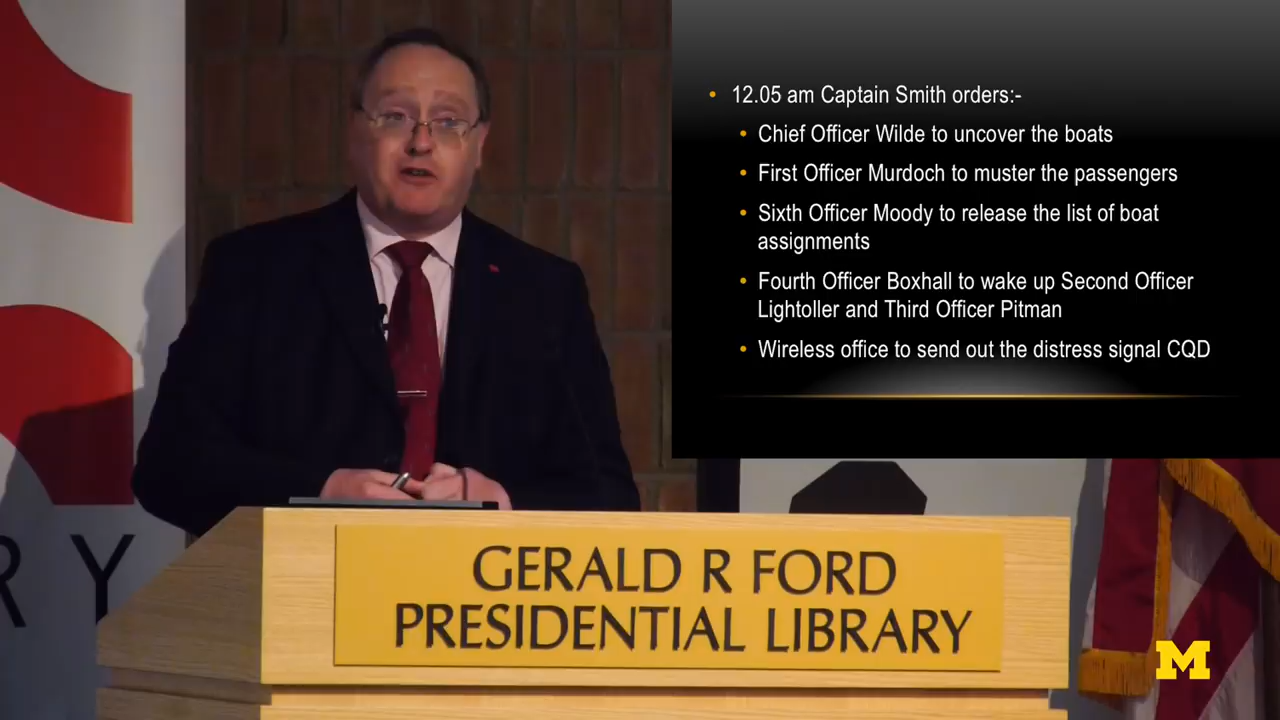 12.05 am Captain Smith orders:-
Chief Officer Wilde to uncover the boats
First Officer Murdoch to muster the passengers
Sixth Officer Moody to release the list of boat
assignments
Fourth Officer Boxhall to wake up Second Officer
Lightoller and Third Officer Pitman
Wireless office to send out the distress signal CQD
RY
GERALD R FORD
PRESIDENTIAL LIBRARY
M